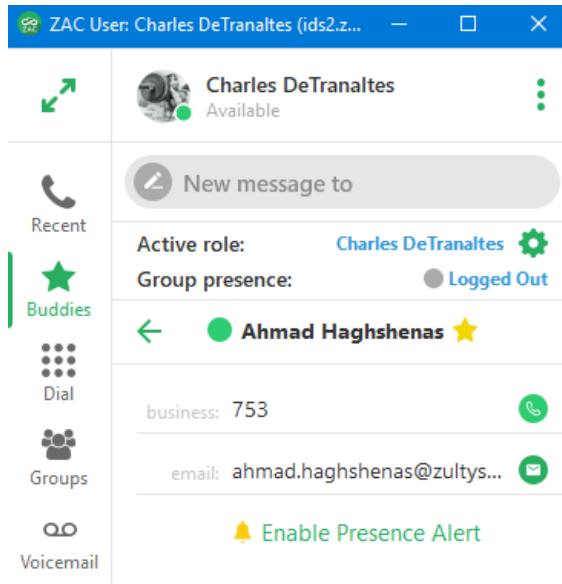 ZAC User: Charles DeTranaltes (ids2.z...
ZAC
Charles DeTranaltes
Available
New message to
Recent
Active role: Charles DeTranaltes
Group presence: Logged Out
Buddies
Ahmad Haghshenas
Dial
business: 753
Groups
email: ahmad.haghshenas@zultys...
Enable Presence Alert
Voicemail